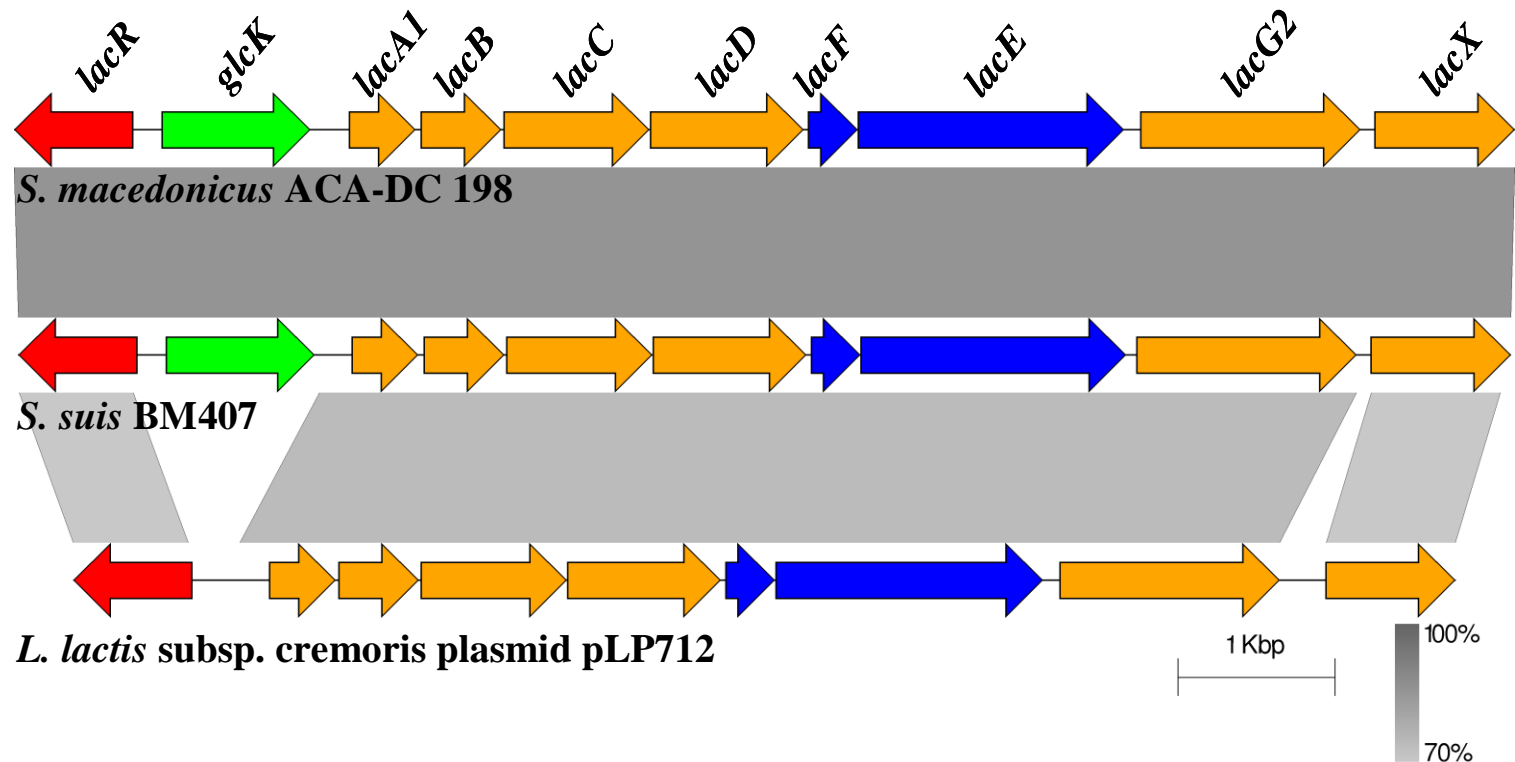 lacR glcK lacA1 lacB lacC lacD lacF lacE lacG2 lacX
S. macedonicus ACA-DC 198
S. suis BM407
L. lactis subsp. cremoris plasmid pLP712
1 Kbp
100%
70%